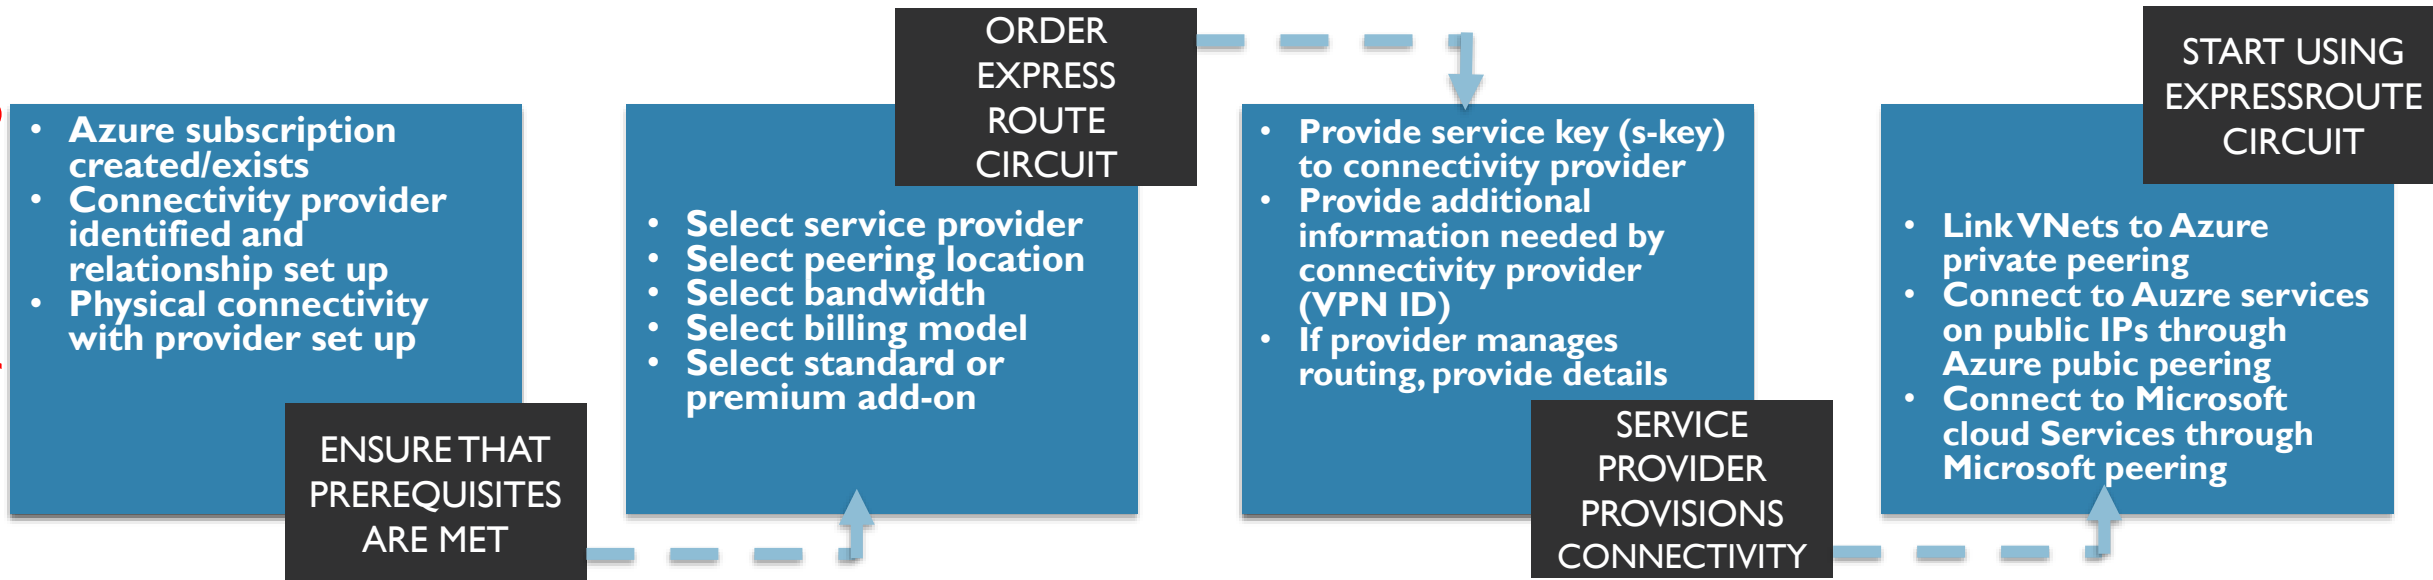 • Azure subscription
created/exists
• Connectivity provider
identified and
relationship set up
• Physical connectivity
with provider set up
ENSURE THAT
PREREQUISITES
ARE MET
ORDER
EXPRESS
ROUTE
CIRCUIT
• Select service provider
• Select peering location
• Select bandwidth
• Select billing model
• Select standard or
premium add-on
• Provide service key (s-key)
to connectivity provider
• Provide additional
information needed by
connectivity provider
(VPN ID)
• If provider manages
routing, provide details
SERVICE
PROVIDER
PROVISIONS
CONNECTIVITY
START USING
EXPRESSROUTE
CIRCUIT
• Link VNets to Azure
private peering
• Connect to Auzre services
on public IPs through
Azure pubic peering
• Connect to Microsoft
cloud Services through
Microsoft peering